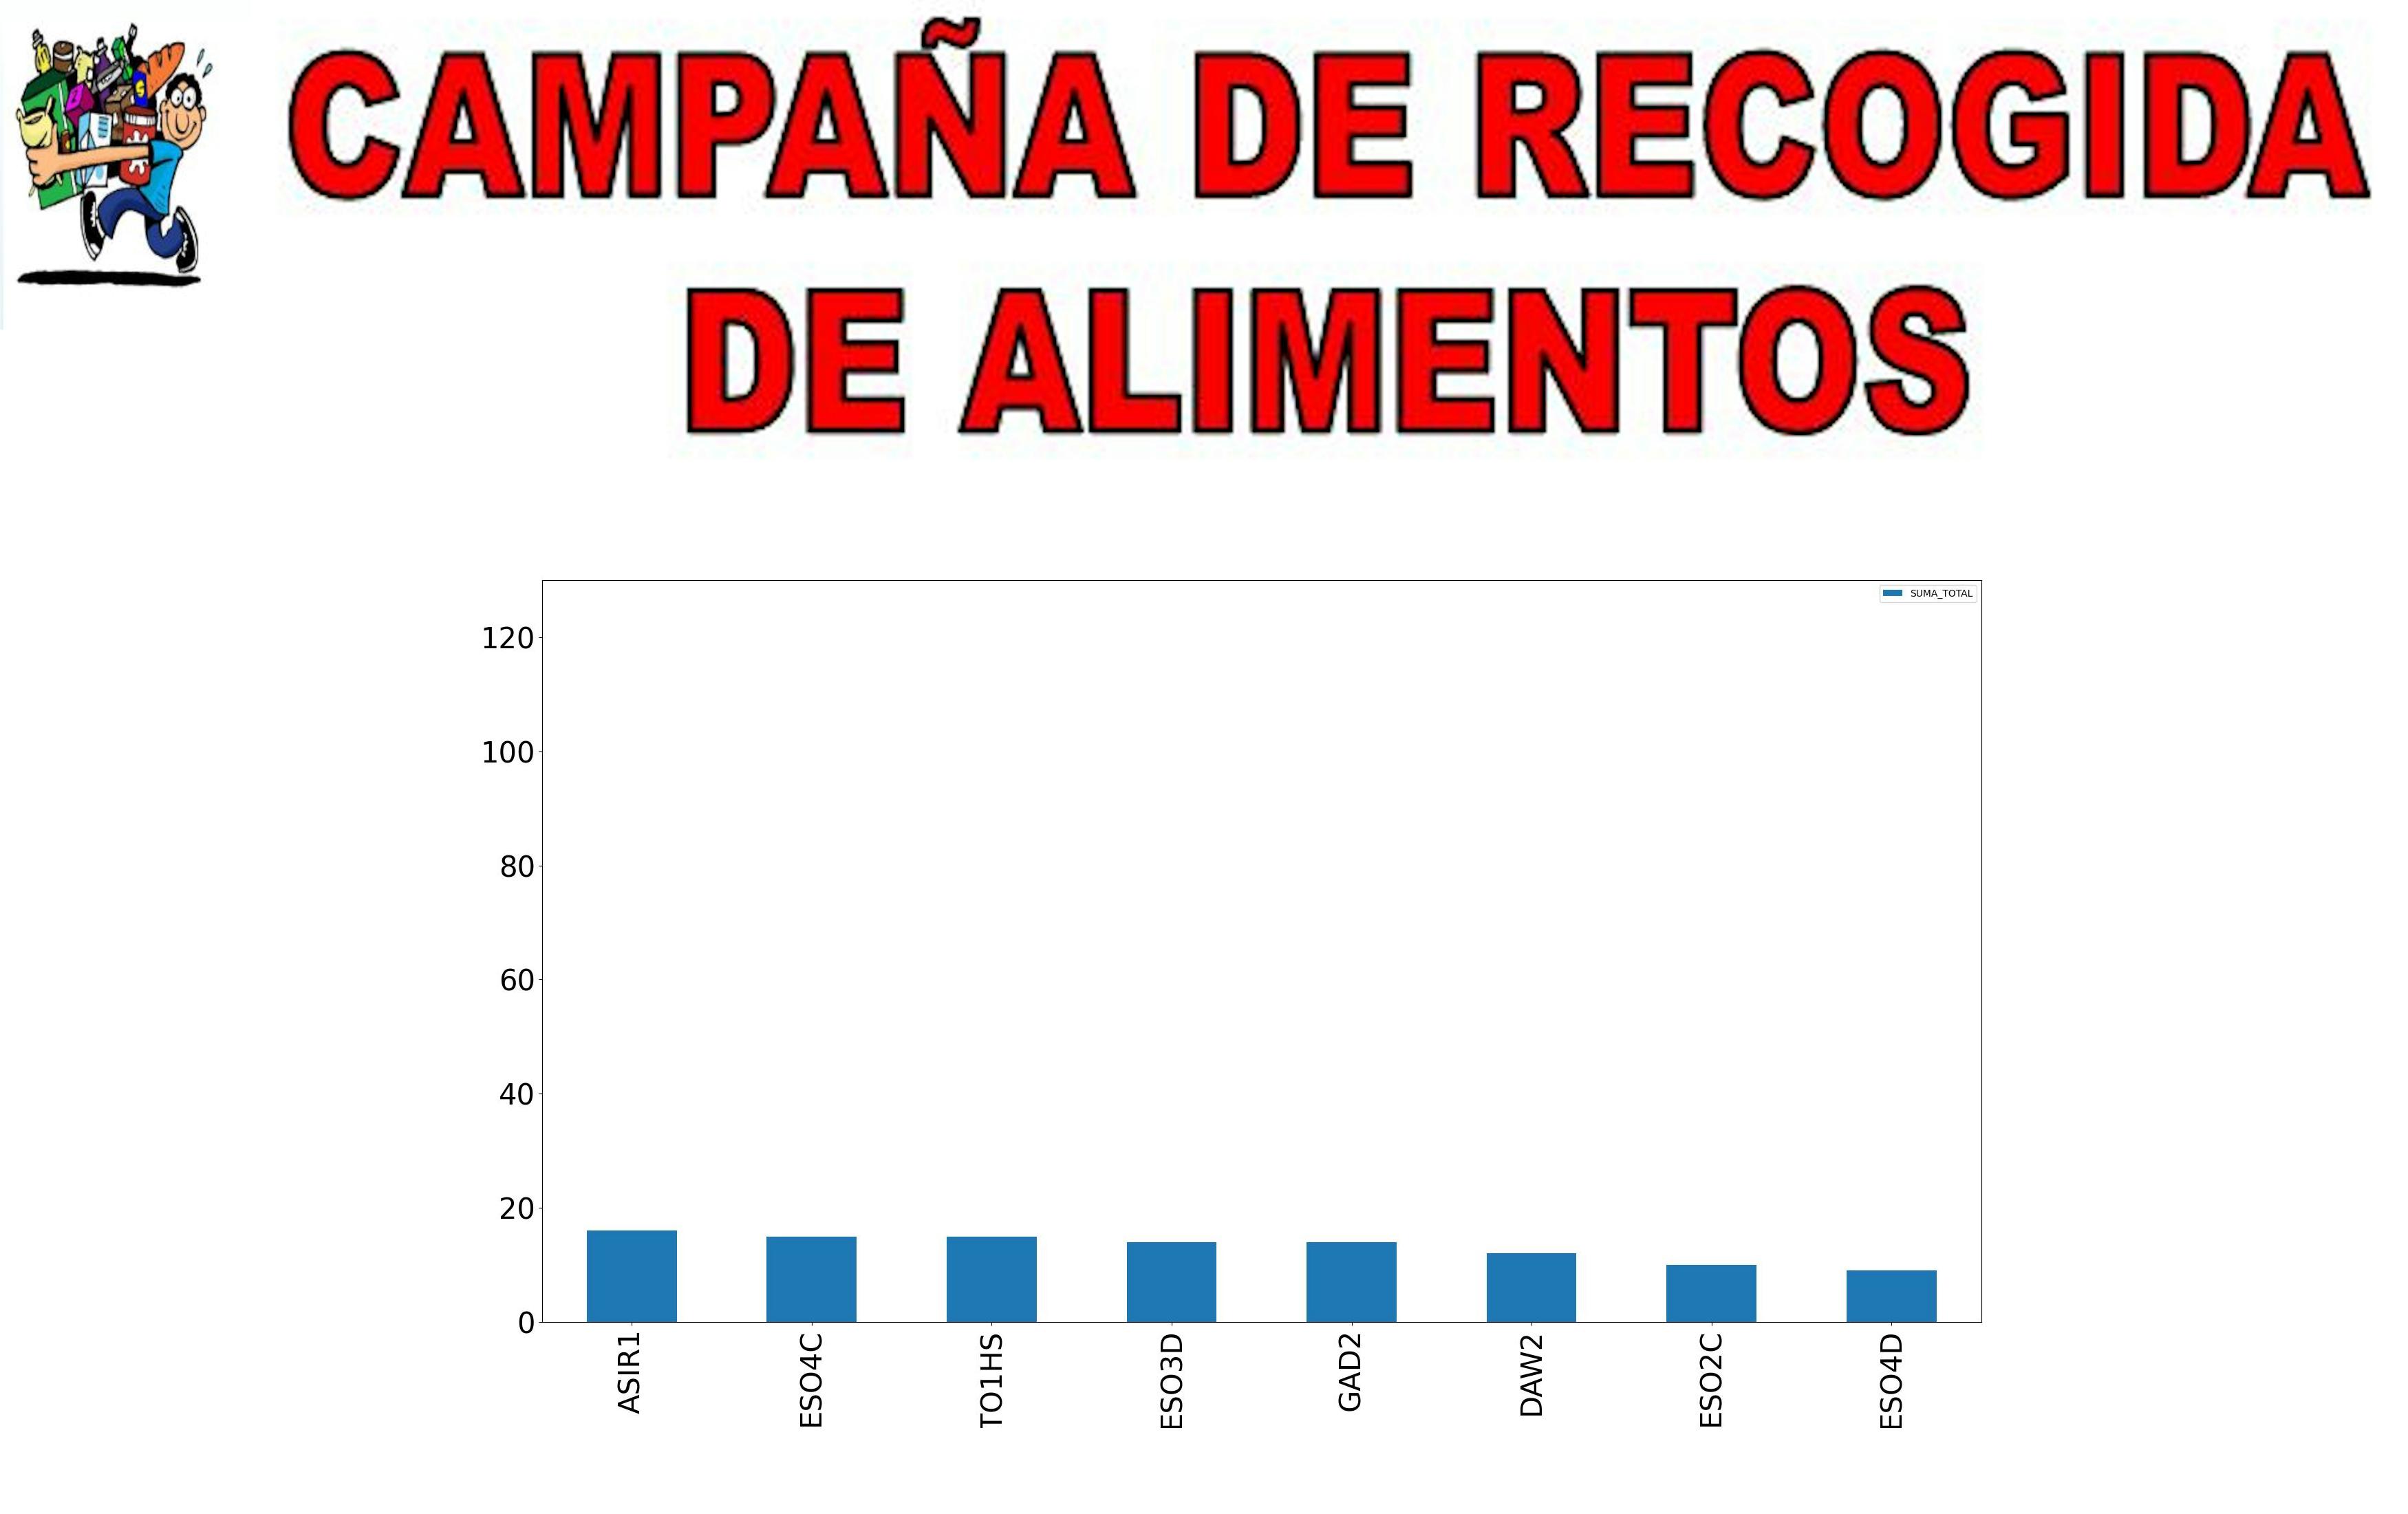 CAMPAÑA DE RECOGIDA
DE ALIMENTOS
SUMA_TOTAL
120
100
80
60
40
20
0
ASIR1
ESO4C
TO1HS
ESO3D
GAD2
DAW2
ESO2C
ESO4D